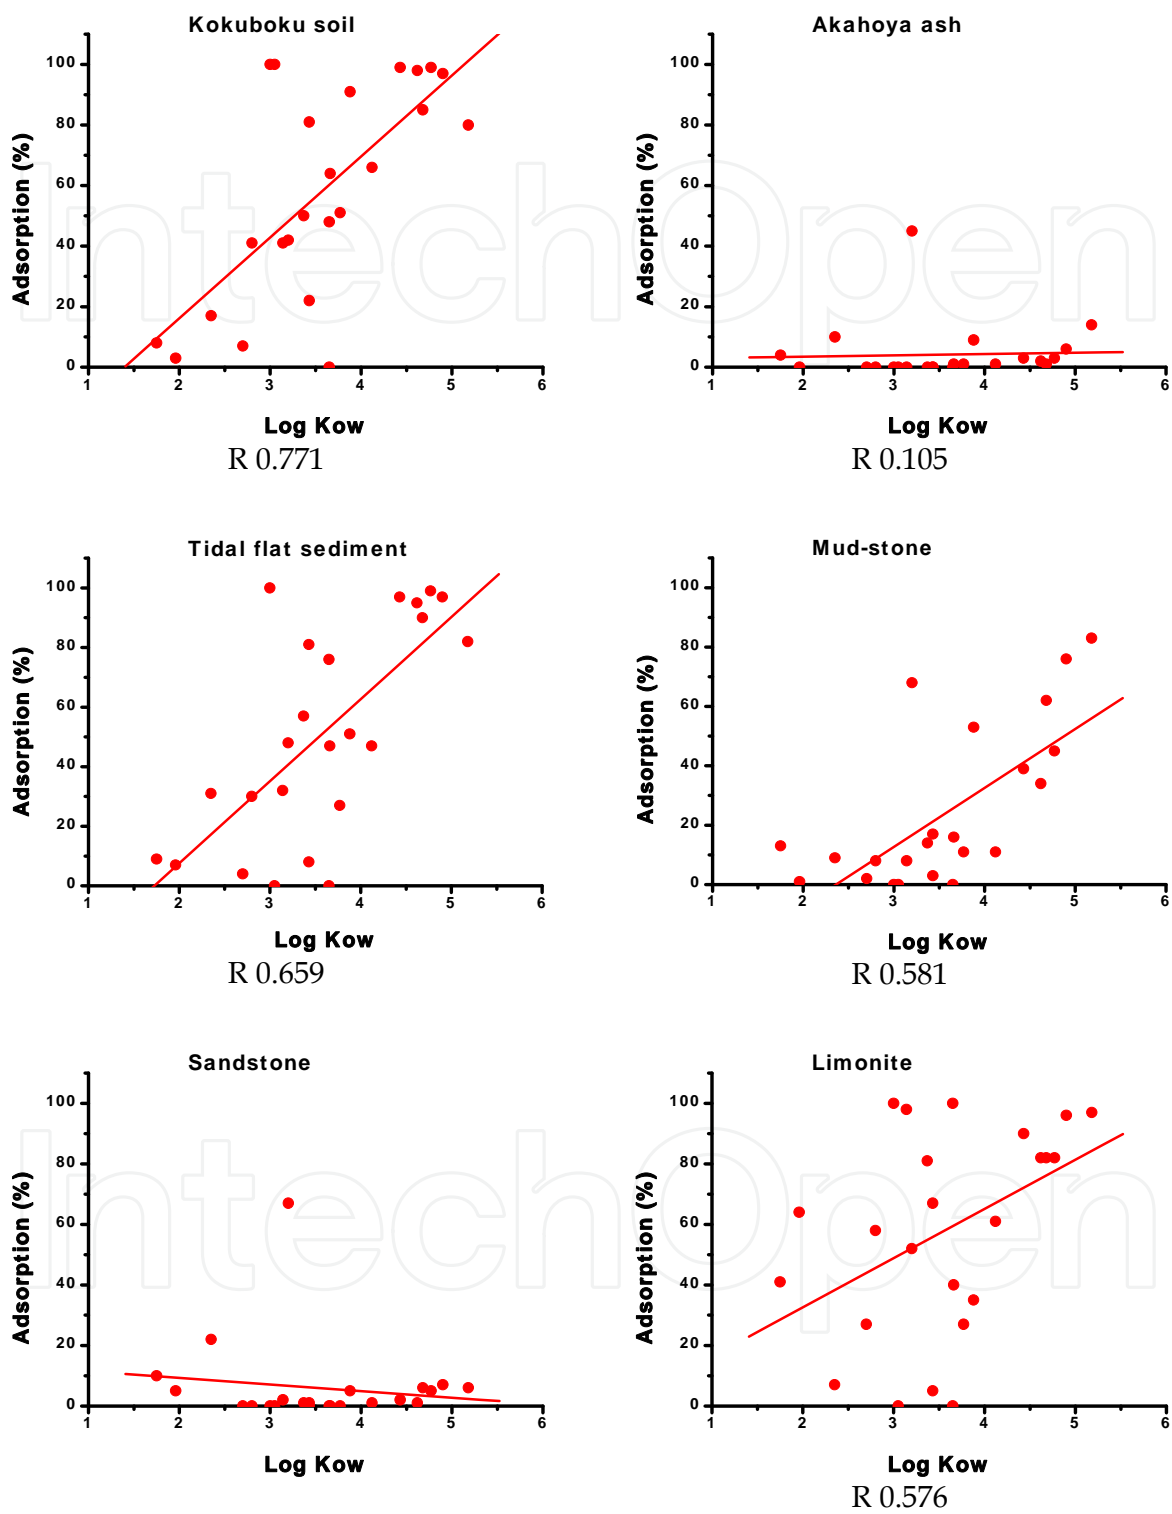 Kokuboku soil
Adsorption (%)
100
80
60
40
20
0
1 2 3 4 5 6
Log Kow
R 0.771
Akahoya ash
Adsorption (%)
100
80
60
40
20
0
1 2 3 4 5 6
Log Kow
R 0.105
Tidal flat sediment
Adsorption (%)
100
80
60
40
20
0
1 2 3 4 5 6
Log Kow
R 0.659
Mud-stone
Adsorption (%)
100
80
60
40
20
0
1 2 3 4 5 6
Log Kow
R 0.581
Sandstone
Adsorption (%)
100
80
60
40
20
0
1 2 3 4 5 6
Log Kow
Limonite
Adsorption (%)
100
80
60
40
20
0
1 2 3 4 5 6
Log Kow
R 0.576
IntechOpen
IntechOpen